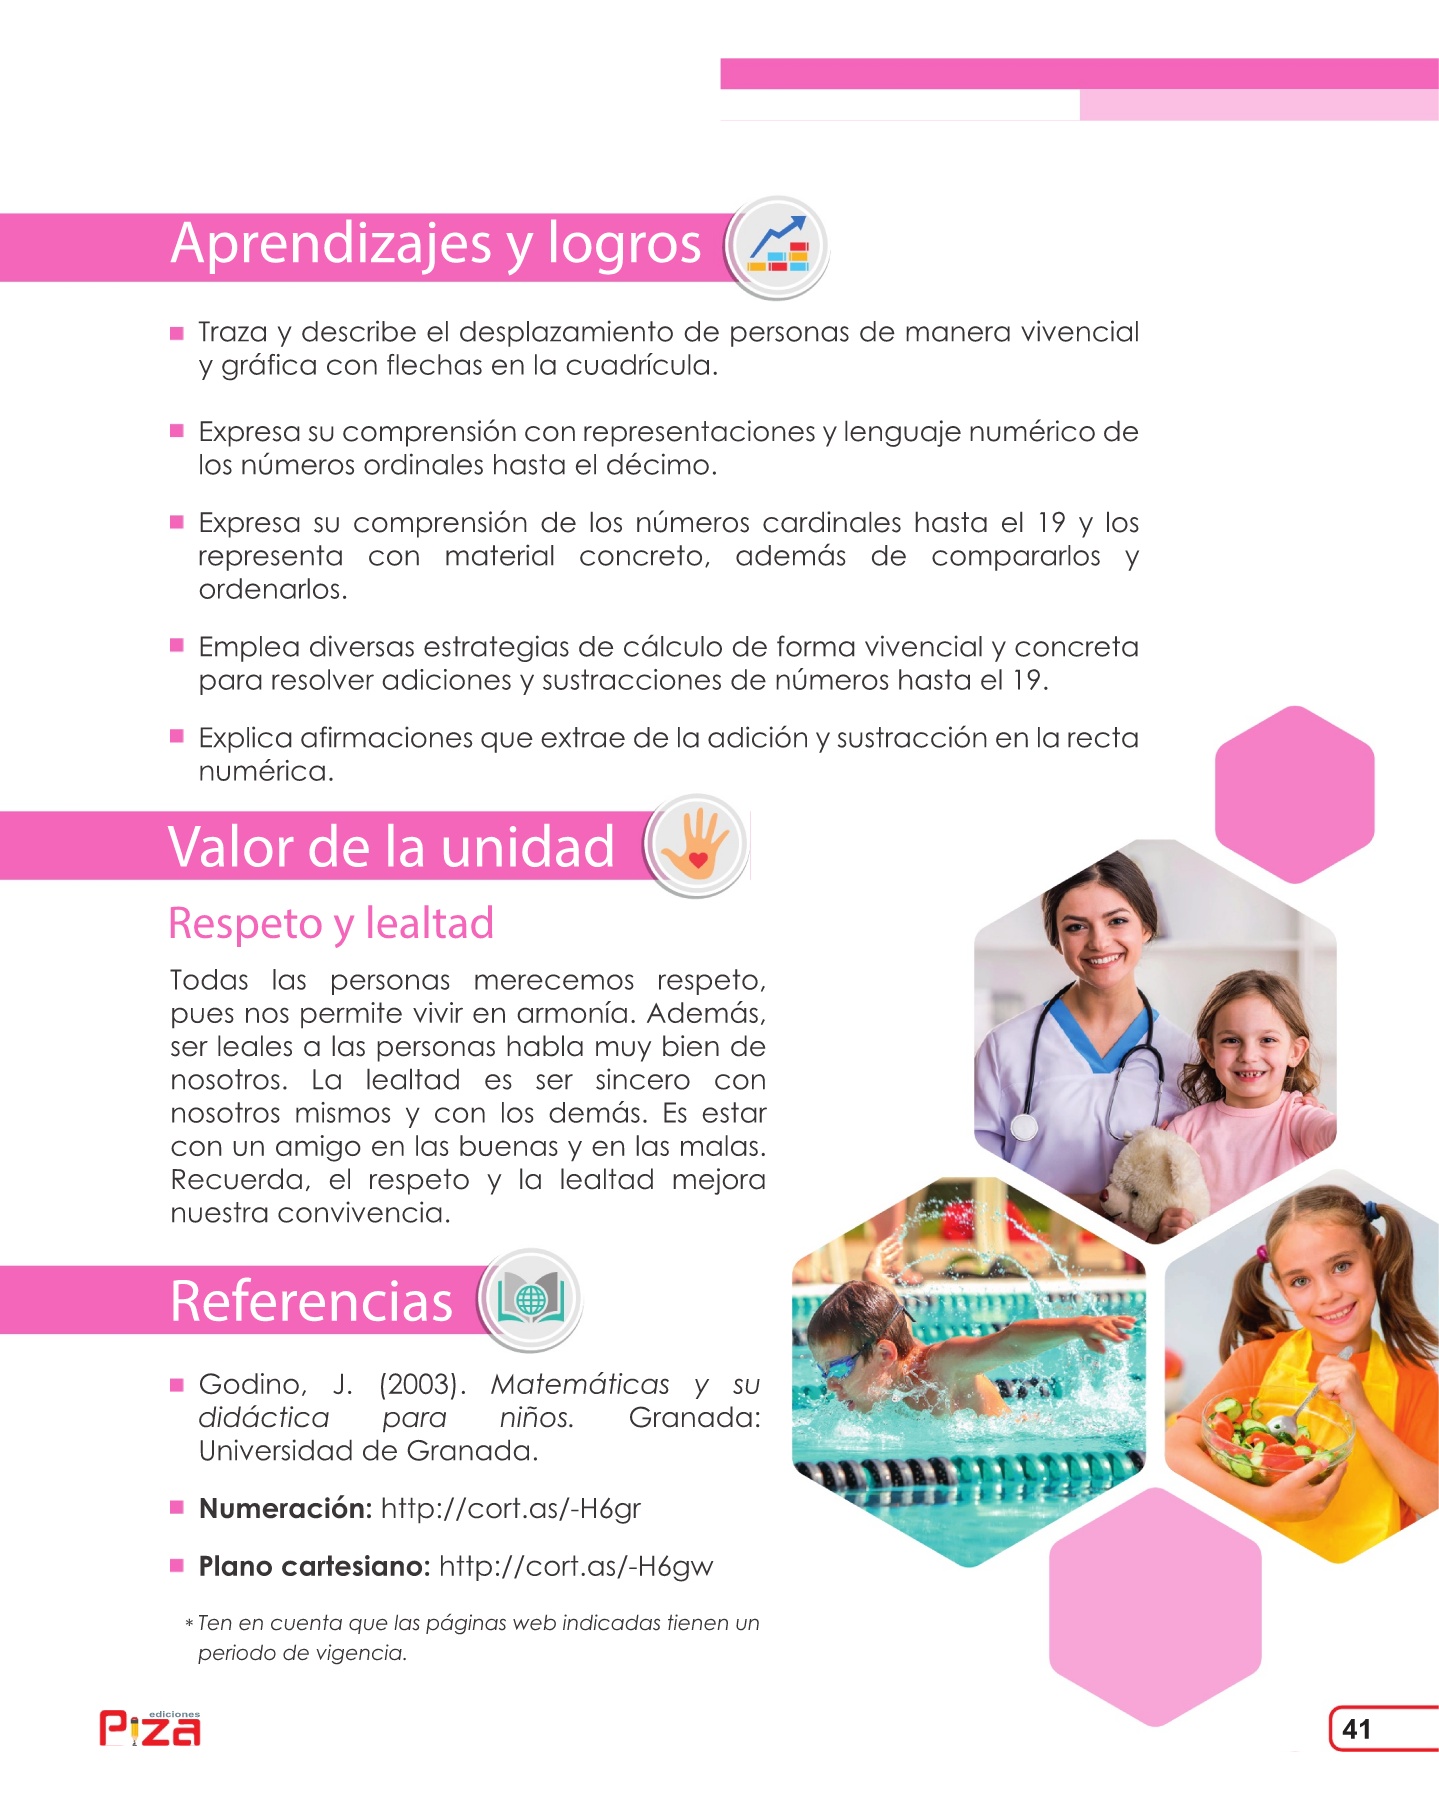 Aprendizajes y logros
Traza y describe el desplazamiento de personas de manera vivencial
y gráfica con flechas en la cuadrícula.
Expresa su comprensión con representaciones y lenguaje numérico de
los números ordinales hasta el décimo.
Expresa su comprensión de los números cardinales hasta el 19 y los
representa con material concreto, además de compararlos y
ordenarlos.
Emplea diversas estrategias de cálculo de forma vivencial y concreta
para resolver adiciones y sustracciones de números hasta el 19.
Explica afirmaciones que extrae de la adición y sustracción en la recta
numérica.
Valor de la unidad
Respeto y lealtad
Todas las personas merecemos respeto,
pues nos permite vivir en armonía. Además,
ser leales a las personas habla muy bien de
nosotros. La lealtad es ser sincero con
nosotros mismos y con los demás. Es estar
con un amigo en las buenas y en las malas.
Recuerda, el respeto y la lealtad mejora
nuestra convivencia.
Referencias
Godino, J. (2003). Matemáticas y su
didáctica para niños. Granada:
Universidad de Granada.
Numeración: http://cort.as/-H6gr
Plano cartesiano: http://cort.as/-H6gw
* Ten en cuenta que las páginas web indicadas tienen un
periodo de vigencia.
ediciones
Piza
41